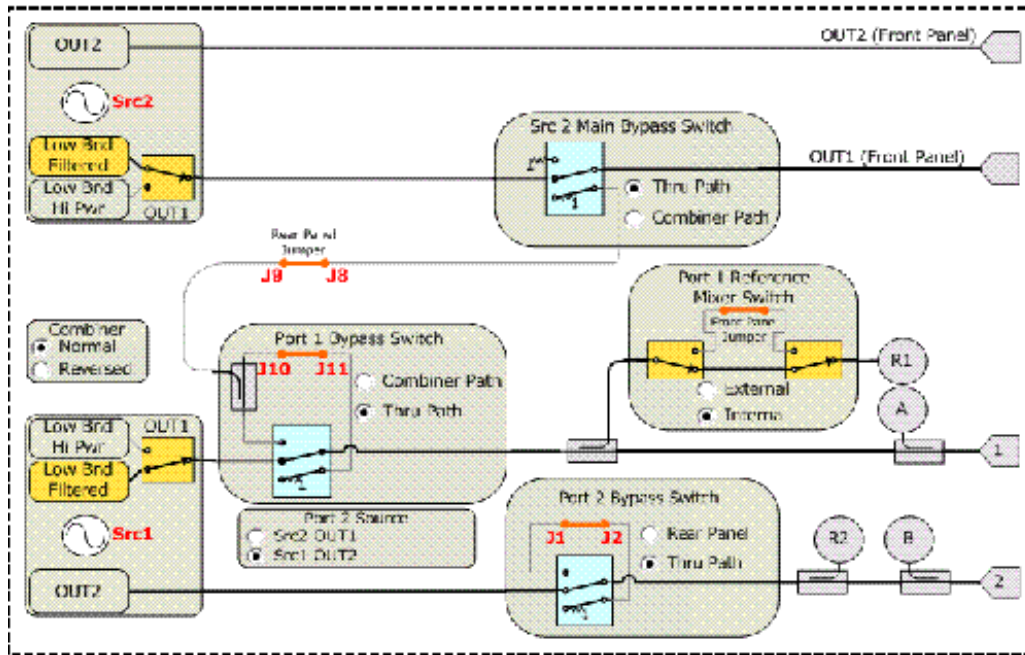 OUT2
OUT2 (Front Panel)
Src2
Src 2 Main Bypass Switch
Low Bnd
Filtered
OUT1 (Front Panel)
Low Bnd
Hi Pwr
OUT1
Thru Path
Combiner Path
Rear Panel
Jumper
J9
J8
Port 1 Reference
Mixer Switch
Front Panel
Jumper
Combiner
Normal
Reversed
Port 1 Bypass Switch
J10
J11
Combiner Path
Thru Path
R1
External
Internal
A
Low Bnd
Hi Pwr
OUT1
Low Bnd
Filtered
1
Port 2 Bypass Switch
Port 2 Source
Src2 OUT1
Src1 OUT2
Src1
J1
J2
Rear Panel
Thru Path
R2
B
OUT2
2